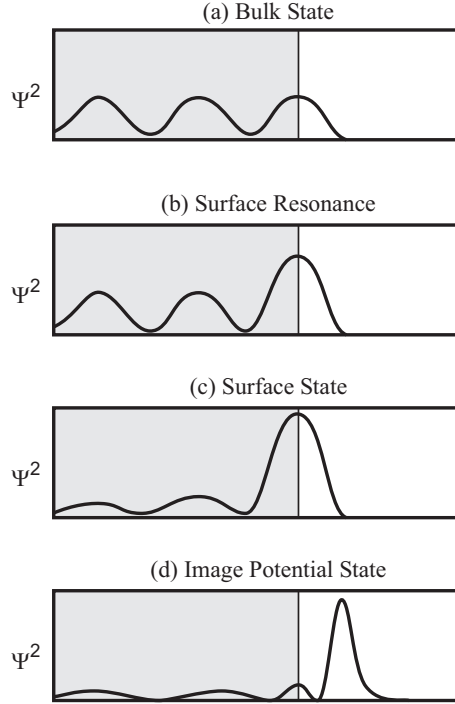 (a) Bulk State
Ψ²
(b) Surface Resonance
Ψ²
(c) Surface State
Ψ²
(d) Image Potential State
Ψ²